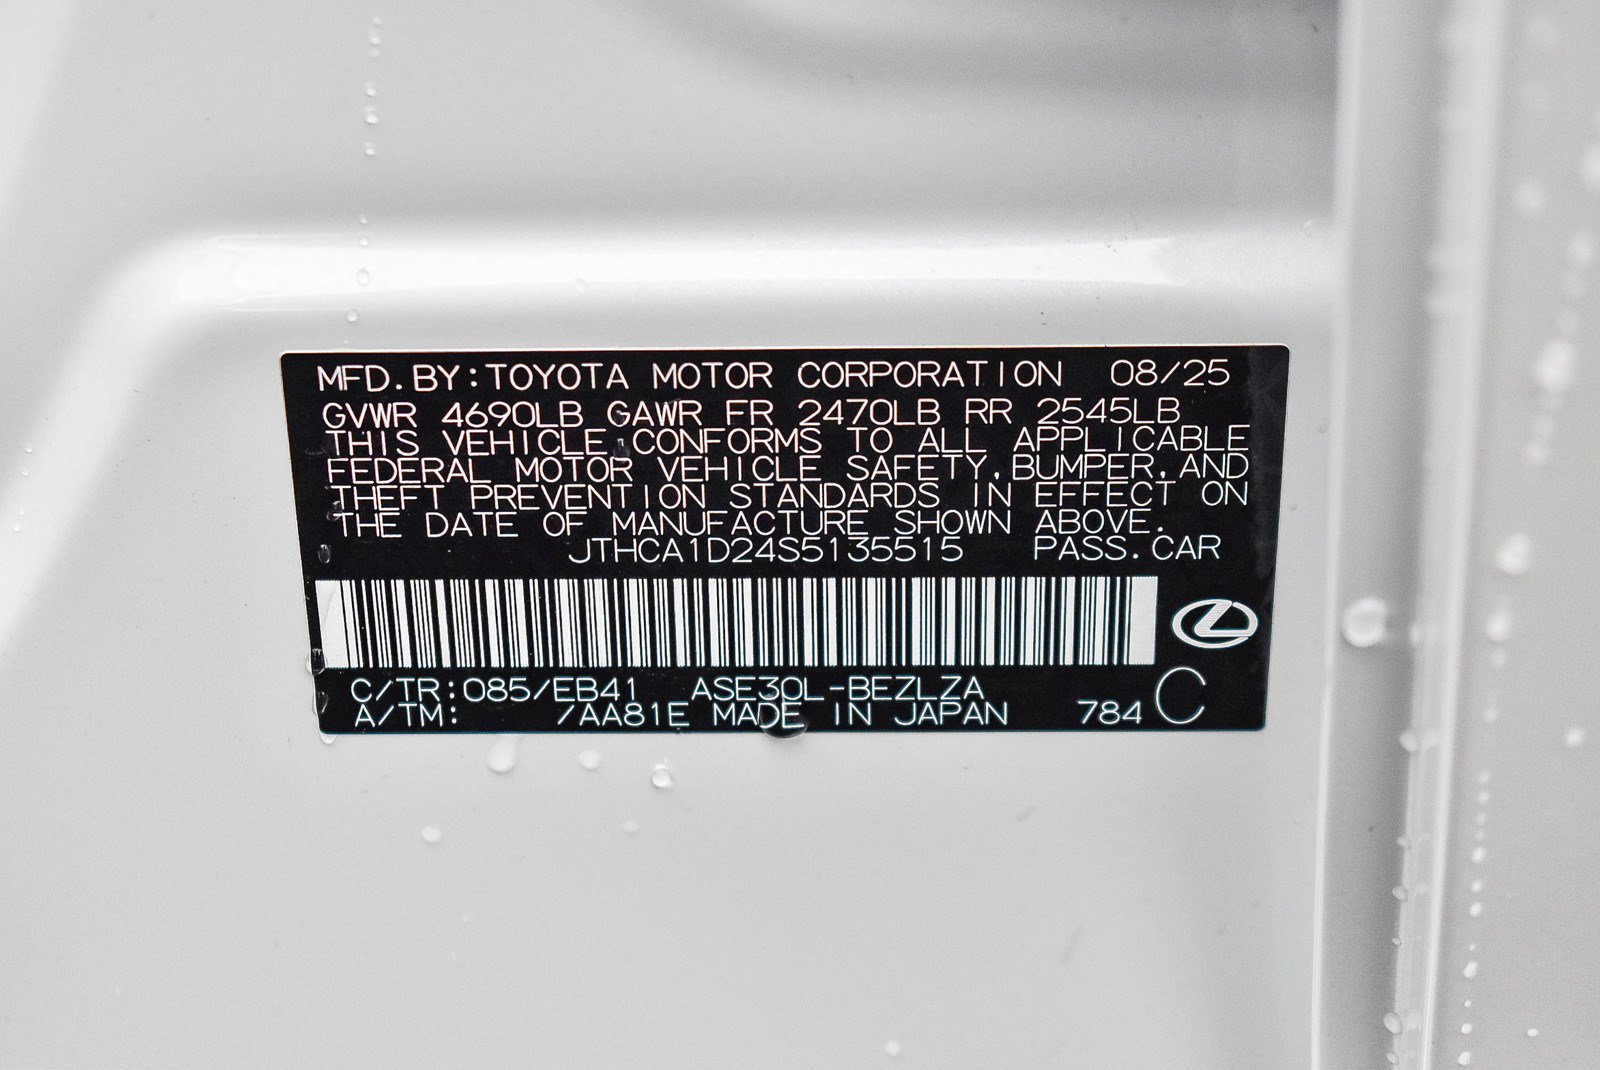 MFD.BY:TOYOTA MOTOR CORPORATION 08/25
GVWR 4690LB GAWR FR 2470LB RR 2545LB
THIS VEHICLE CONFORMS TO ALL APPLICABLE
FEDERAL MOTOR VEHICLE SAFETY, BUMPER, AND
THEFT PREVENTION STANDARDS IN EFFECT ON
THE DATE OF MANUFACTURE SHOWN ABOVE.
JTHCA1D24S5135515 PASS.CAR
C/TR:085/EB41 ASE30L-BEZLZA
A/TM: /AA81E MADE IN JAPAN 784 C